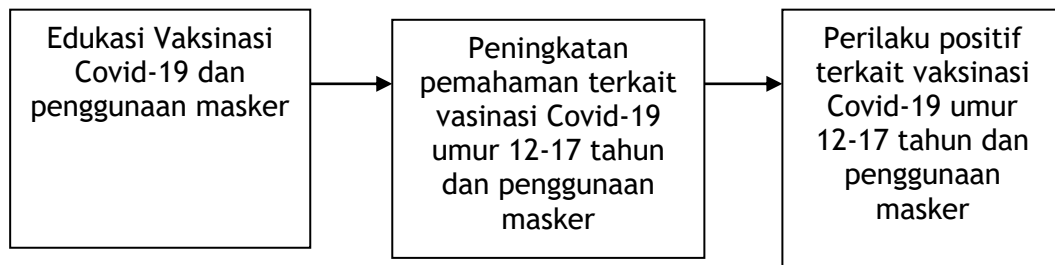 Edukasi Vaksinasi
Covid-19 dan
penggunaan masker
Peningkatan
pemahaman terkait
vasinasi Covid-19
umur 12-17 tahun
dan penggunaan
masker
Perilaku positif
terkait vaksinasi
Covid-19 umur
12-17 tahun dan
penggunaan
masker